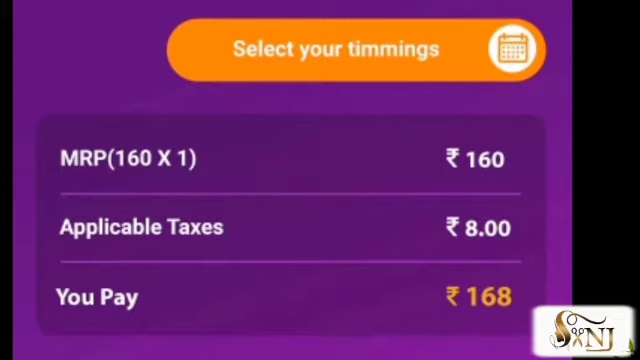 Select your timmings
MRP(160 X 1) ₹ 160
Applicable Taxes ₹ 8.00
You Pay ₹ 168